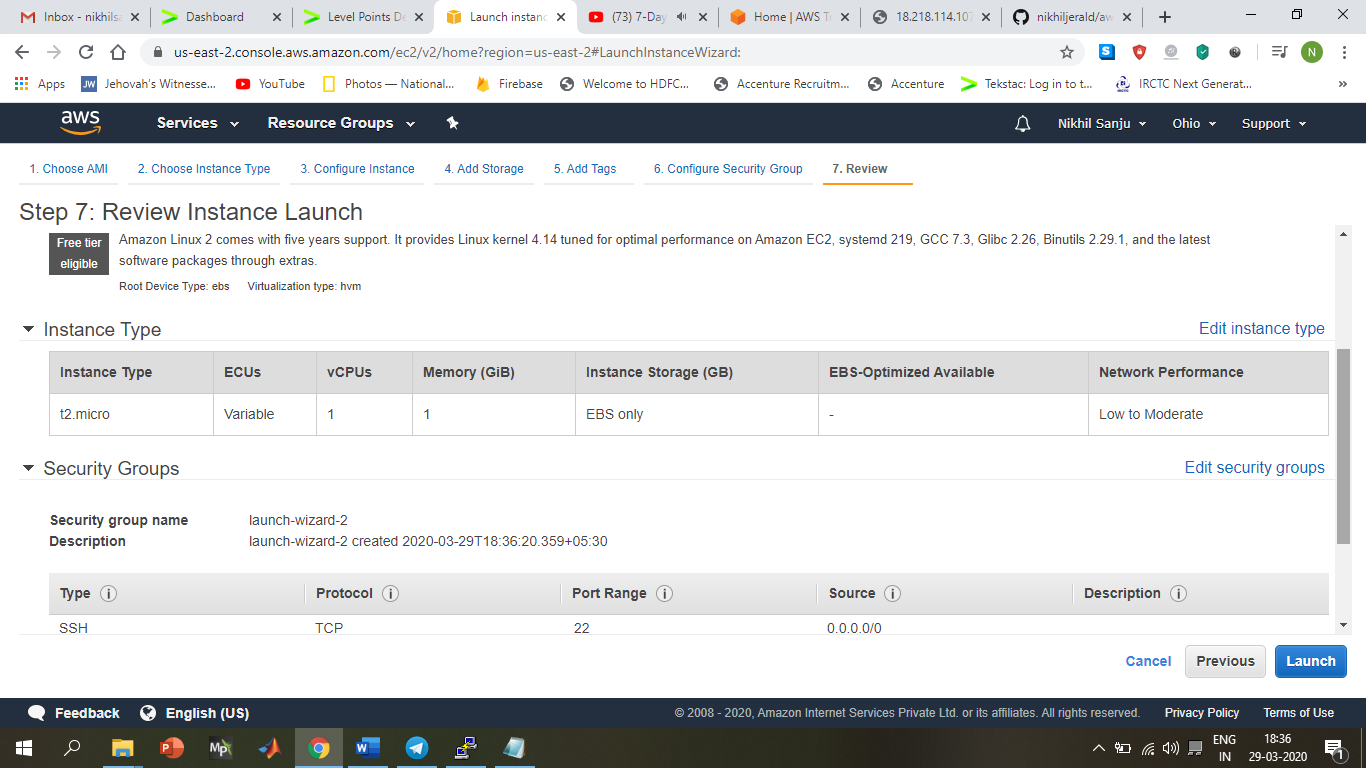 Inbox - nikhilsa
Dashboard
Level Points De
Launch instanc
(73) 7-Day
Home | AWS T
18.218.114.107
nikhiljerald/aw
us-east-2.console.aws.amazon.com/ec2/v2/home?region=us-east-2#LaunchInstanceWizard:
S
N
Apps
JW
Jehovah's Witnesse...
YouTube
Photos — National...
Firebase
Welcome to HDFC...
Accenture Recruitm...
Accenture
Tekstac: Log in to t...
IRCTC Next Generat...
»
aws
Services
Resource Groups
Nikhil Sanju
Ohio
Support
1. Choose AMI
2. Choose Instance Type
3. Configure Instance
4. Add Storage
5. Add Tags
6. Configure Security Group
7. Review
Step 7: Review Instance Launch
Free tier
eligible
Amazon Linux 2 comes with five years support. It provides Linux kernel 4.14 tuned for optimal performance on Amazon EC2, systemd 219, GCC 7.3, Glibc 2.26, Binutils 2.29.1, and the latest
software packages through extras.
Root Device Type: ebs Virtualization type: hvm
Instance Type
Edit instance type
Instance Type ECUs vCPUs Memory (GiB) Instance Storage (GB) EBS-Optimized Available Network Performance
t2.micro Variable 1 1 EBS only - Low to Moderate
Security Groups
Edit security groups
Security group name launch-wizard-2
Description launch-wizard-2 created 2020-03-29T18:36:20.359+05:30
Type i Protocol i Port Range i Source i Description i
SSH TCP 22 0.0.0.0/0
Cancel Previous Launch
Feedback English (US)
© 2008 - 2020, Amazon Internet Services Private Ltd. or its affiliates. All rights reserved. Privacy Policy Terms of Use
ENG
IN
18:36
29-03-2020
1